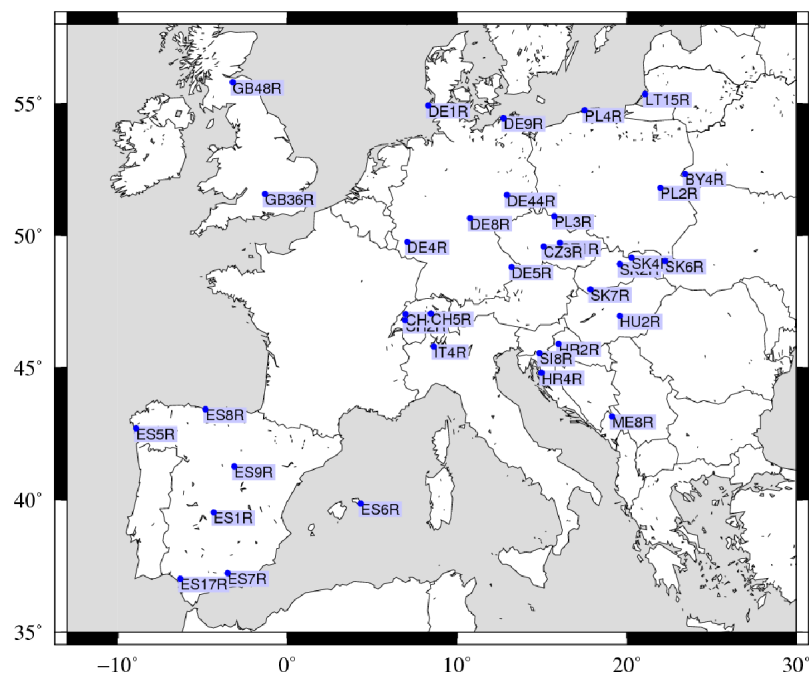 GB48R
DE1R
LT15R
PL4R
DE9R
55°
BY4R
PL2R
GB36R
DE44R
DE8R
PL3R
50°
DE4R
CZ3R
SK4
SK6R
DE5R
SK7R
CH5R
HU2R
HR2R
IT4R
SI8R
45°
HR4R
ES8R
ME8R
ES5R
ES9R
40°
ES6R
ES1R
ES7R
ES17R
35°
−10°
0°
10°
20°
30°